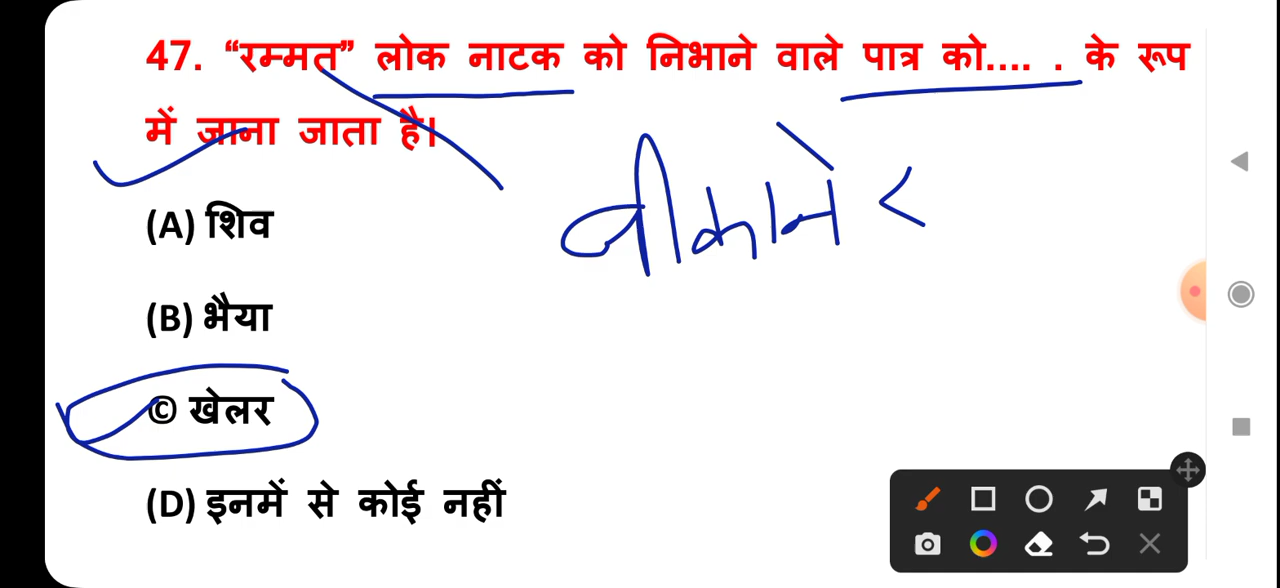 47. “रम्मत” लोक नाटक को निभाने वाले पात्र को.... . के रूप
में जाना जाता है।
(A) शिव
(B) भैया
© खेलर
(D) इनमें से कोई नहीं